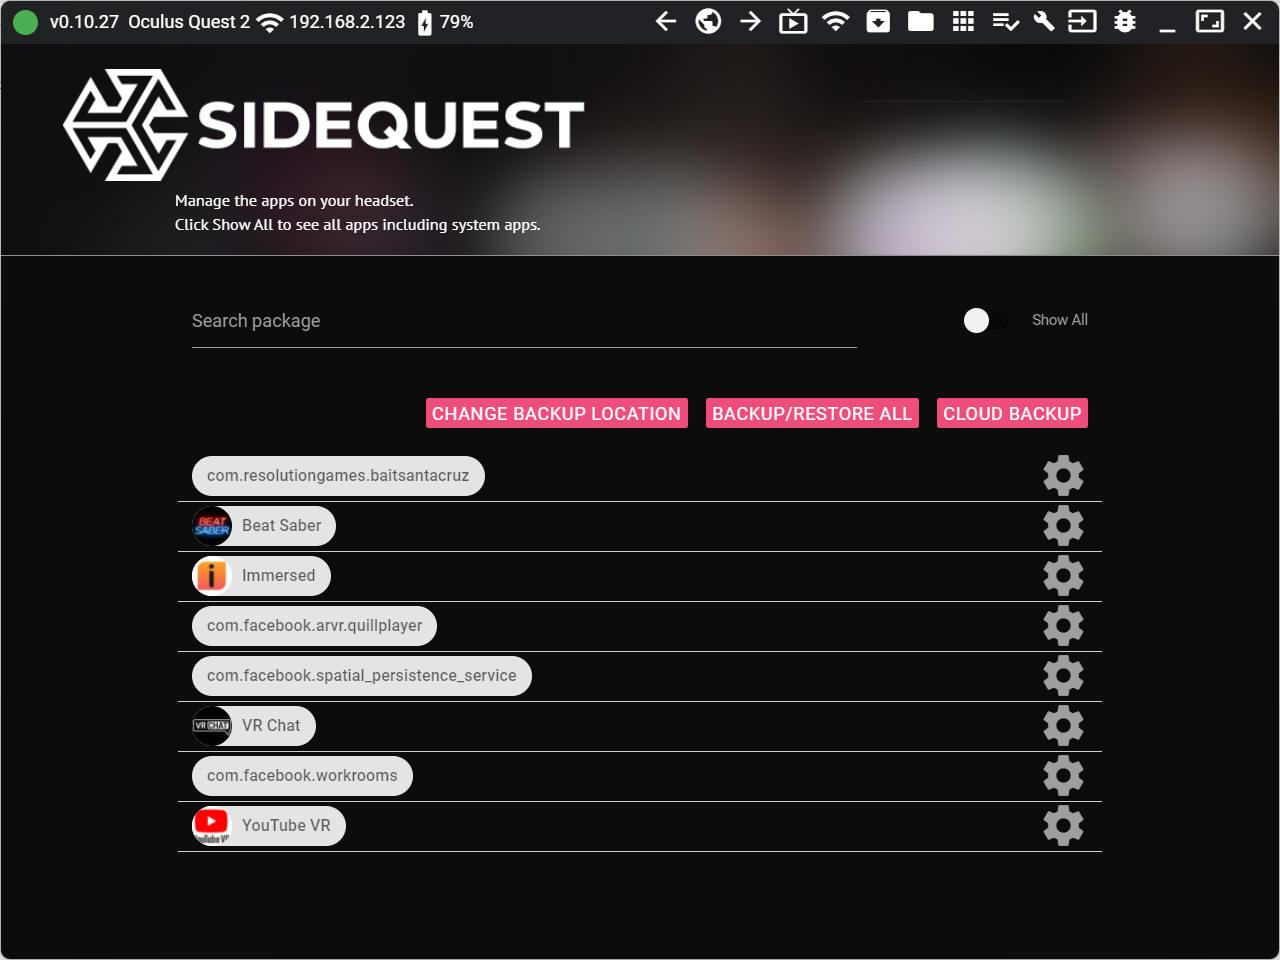 v0.10.27 Oculus Quest 2 192.168.2.123 79%
SIDEQUEST
Manage the apps on your headset.
Click Show All to see all apps including system apps.
Search package
Show All
CHANGE BACKUP LOCATION BACKUP/RESTORE ALL CLOUD BACKUP
com.resolutiongames.baitsantacruz
BEAT SABER Beat Saber
Immersed
com.facebook.arvr.quillplayer
com.facebook.spatial_persistence_service
VRCHAT VR Chat
com.facebook.workrooms
YouTube VR YouTube VR